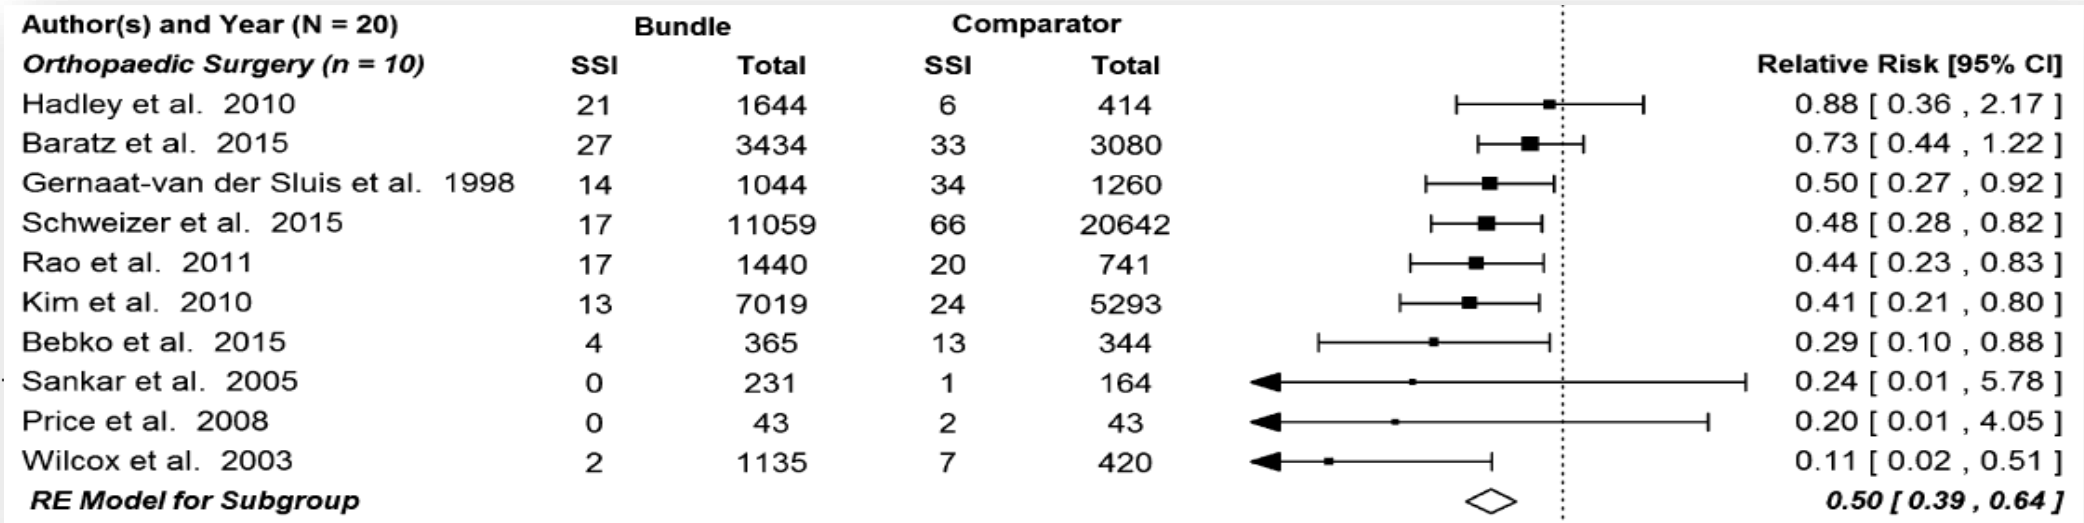 Author(s) and Year (N = 20) Bundle Comparator
Orthopaedic Surgery (n = 10) SSI Total SSI Total Relative Risk [95% CI]
Hadley et al. 2010 21 1644 6 414 0.88 [ 0.36 , 2.17 ]
Baratz et al. 2015 27 3434 33 3080 0.73 [ 0.44 , 1.22 ]
Gernaat-van der Sluis et al. 1998 14 1044 34 1260 0.50 [ 0.27 , 0.92 ]
Schweizer et al. 2015 17 11059 66 20642 0.48 [ 0.28 , 0.82 ]
Rao et al. 2011 17 1440 20 741 0.44 [ 0.23 , 0.83 ]
Kim et al. 2010 13 7019 24 5293 0.41 [ 0.21 , 0.80 ]
Bebko et al. 2015 4 365 13 344 0.29 [ 0.10 , 0.88 ]
Sankar et al. 2005 0 231 1 164 0.24 [ 0.01 , 5.78 ]
Price et al. 2008 0 43 2 43 0.20 [ 0.01 , 4.05 ]
Wilcox et al. 2003 2 1135 7 420 0.11 [ 0.02 , 0.51 ]
RE Model for Subgroup 0.50 [ 0.39 , 0.64 ]